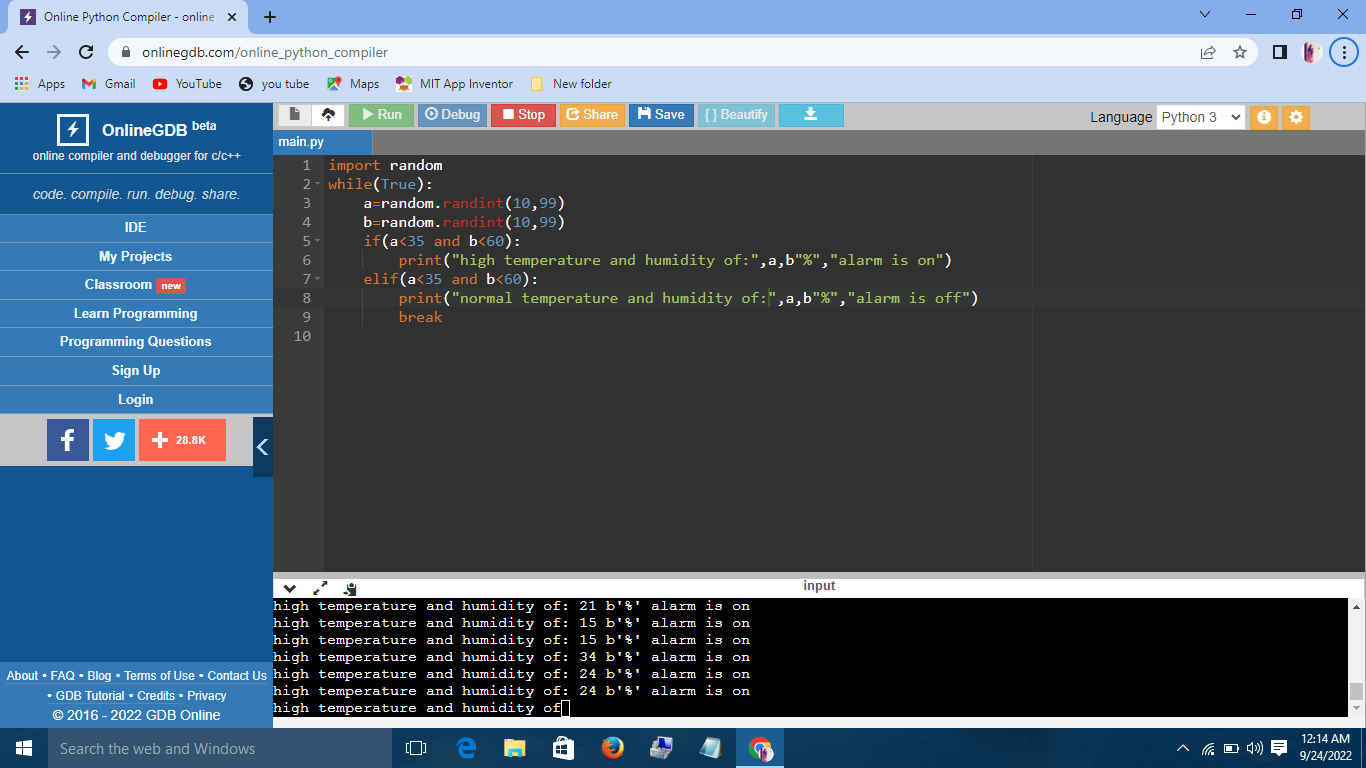 Online Python Compiler - online
onlinegdb.com/online_python_compiler
Apps Gmail YouTube you tube Maps MIT App Inventor New folder
OnlineGDB beta
online compiler and debugger for c/c++
code. compile. run. debug. share.
IDE
My Projects
Classroom new
Learn Programming
Programming Questions
Sign Up
Login
28.8K
About • FAQ • Blog • Terms of Use • Contact Us
• GDB Tutorial • Credits • Privacy
© 2016 - 2022 GDB Online
Run Debug Stop Share Save {} Beautify
Language Python 3
main.py
1 import random
2 while(True):
3 a=random.randint(10,99)
4 b=random.randint(10,99)
5 if(a<35 and b<60):
6 print("high temperature and humidity of:",a,b"%","alarm is on")
7 elif(a<35 and b<60):
8 print("normal temperature and humidity of:",a,b"%","alarm is off")
9 break
10
input
high temperature and humidity of: 21 b'%' alarm is on
high temperature and humidity of: 15 b'%' alarm is on
high temperature and humidity of: 15 b'%' alarm is on
high temperature and humidity of: 34 b'%' alarm is on
high temperature and humidity of: 24 b'%' alarm is on
high temperature and humidity of: 24 b'%' alarm is on
high temperature and humidity of
Search the web and Windows
12:14 AM
9/24/2022